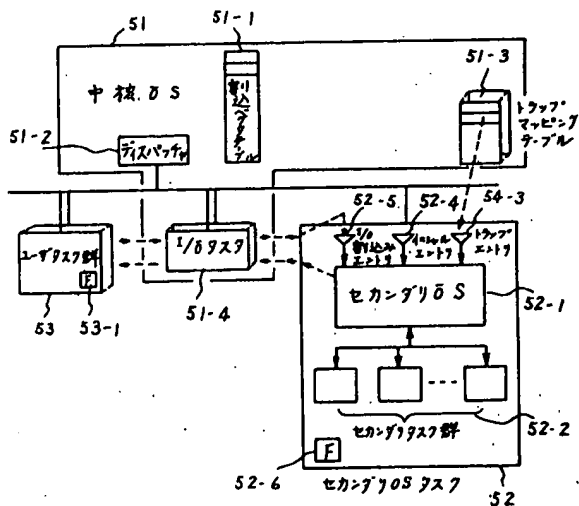 51
51-1
51-3
中核 OS
割込ベクタテーブル
51-2
ディスパッチャ
トラップ
マッピング
テーブル
52-5
52-4
54-3
I/O
割込み
エントリ
イニシャル
エントリ
トラップ
エントリ
ユーザタスク群
F
53
53-1
I/Oタスク
51-4
セカンダリOS
52-1
セカンダリタスク群
52-2
F
52-6
セカンダリOSタスク
52